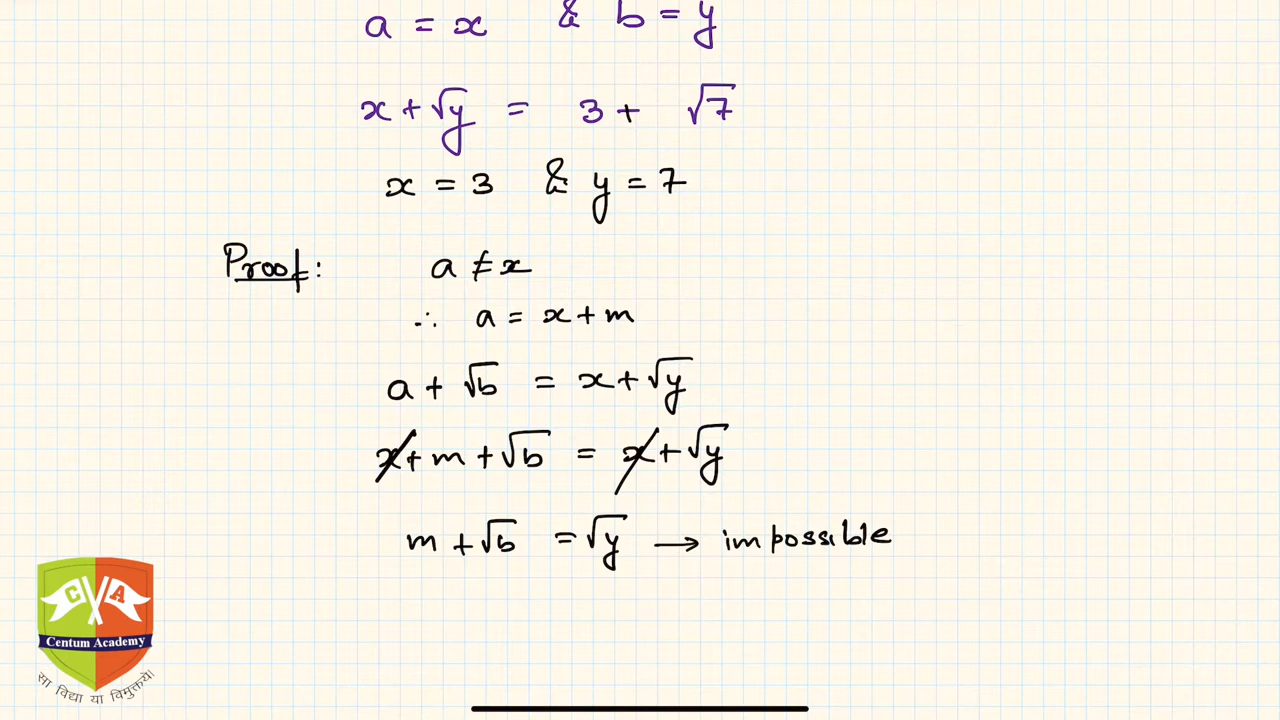 a = x & b = y
x + √y = 3 + √7
x = 3 & y = 7
Proof: a ≠ x
∴ a = x + m
a + √b = x + √y
x + m + √b = x + √y
m + √b = √y → impossible
C A
Centum Academy
सा विद्या या विमुक्तये।